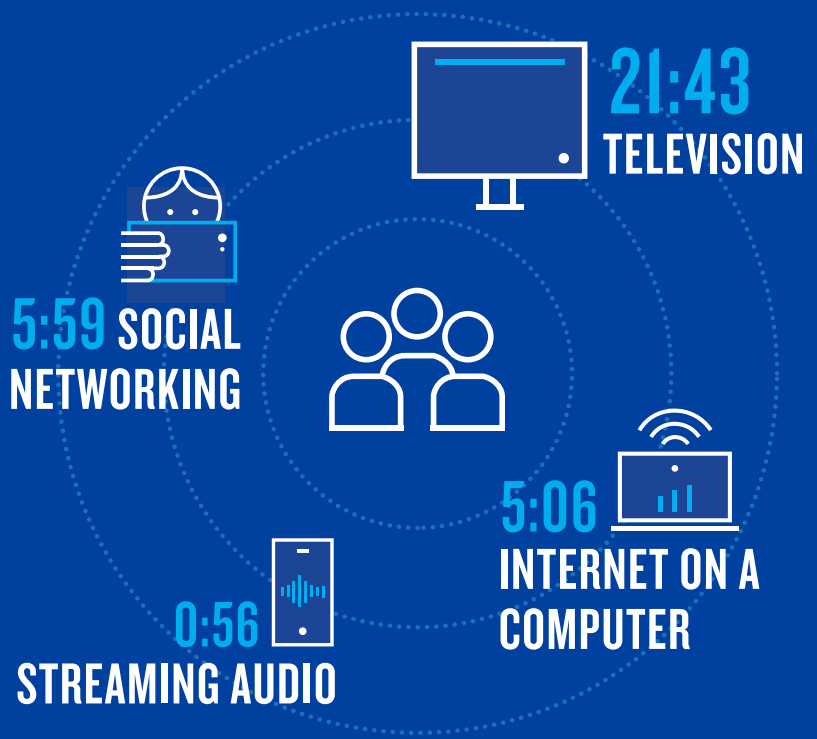 21:43
TELEVISION
5:59 SOCIAL
NETWORKING
5:06
INTERNET ON A
COMPUTER
0:56
STREAMING AUDIO